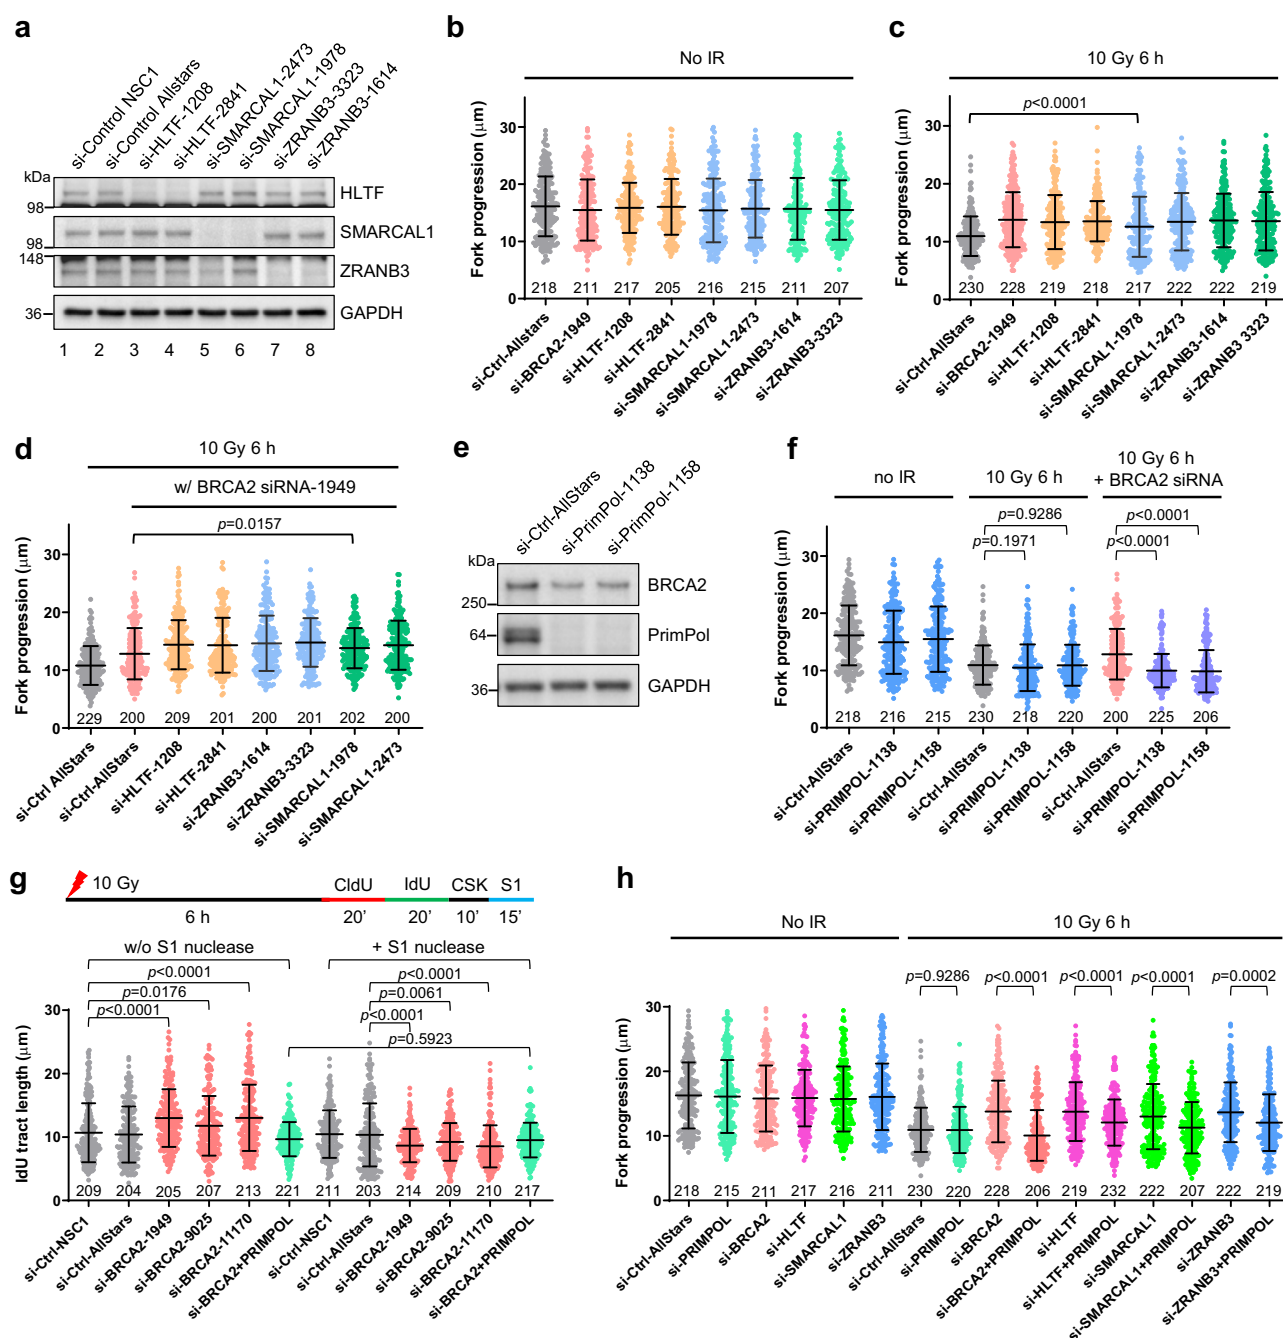 a
si-Control NSC1
si-Control Allstars
si-HLTF-1208
si-HLTF-2841
si-SMARCAL1-2473
si-SMARCAL1-1978
si-ZRANB3-3323
si-ZRANB3-1614
kDa
98
HLTF
98
SMARCAL1
148
ZRANB3
36
GAPDH
1 2 3 4 5 6 7 8
b
No IR
Fork progression (μm)
30
20
10
0
218 211 217 205 216 215 211 207
si-Ctrl-Allstars
si-BRCA2-1949
si-HLTF-1208
si-HLTF-2841
si-SMARCAL1-1978
si-SMARCAL1-2473
si-ZRANB3-1614
si-ZRANB3-3323
c
10 Gy 6 h
p<0.0001
Fork progression (μm)
30
20
10
0
230 228 219 218 217 222 222 219
si-Ctrl-AllStars
si-BRCA2-1949
si-HLTF-1208
si-HLTF-2841
si-SMARCAL1-1978
si-SMARCAL1-2473
si-ZRANB3-1614
si-ZRANB3 3323
d
10 Gy 6 h
w/ BRCA2 siRNA-1949
p=0.0157
Fork progression (μm)
30
20
10
0
229 200 209 201 200 201 202 200
si-Ctrl AllStars
si-Ctrl-AllStars
si-HLTF-1208
si-HLTF-2841
si-ZRANB3-1614
si-ZRANB3-3323
si-SMARCAL1-1978
si-SMARCAL1-2473
e
si-Ctrl-AllStars
si-PrimPol-1138
si-PrimPol-1158
kDa
250
BRCA2
64
PrimPol
36
GAPDH
f
no IR
10 Gy 6 h
10 Gy 6 h
+ BRCA2 siRNA
p=0.9286
p=0.1971
p<0.0001
p<0.0001
Fork progression (μm)
30
20
10
0
218 216 215 230 218 220 200 225 206
si-Ctrl-AllStars
si-PRIMPOL-1138
si-PRIMPOL-1158
si-Ctrl-AllStars
si-PRIMPOL-1138
si-PRIMPOL-1158
si-Ctrl-AllStars
si-PRIMPOL-1138
si-PRIMPOL-1158
g
10 Gy
CldU IdU CSK S1
6 h 20’ 20’ 10’ 15’
w/o S1 nuclease
+ S1 nuclease
p<0.0001
p=0.0176
p<0.0001
p<0.0001
p=0.0061
p<0.0001
p=0.5923
IdU tract length (μm)
30
20
10
0
209 204 205 207 213 221 211 203 214 209 210 217
si-Ctrl-NSC1
si-Ctrl-AllStars
si-BRCA2-1949
si-BRCA2-9025
si-BRCA2-11170
si-BRCA2+PRIMPOL
si-Ctrl-NSC1
si-Ctrl-AllStars
si-BRCA2-1949
si-BRCA2-9025
si-BRCA2-11170
si-BRCA2+PRIMPOL
h
No IR
10 Gy 6 h
p=0.9286
p<0.0001
p<0.0001
p<0.0001
p=0.0002
Fork progression (μm)
30
20
10
0
218 215 211 217 216 211 230 220 228 206 219 232 222 207 222 219
si-Ctrl-AllStars
si-PRIMPOL
si-BRCA2
si-HLTF
si-SMARCAL1
si-ZRANB3
si-Ctrl-AllStars
si-PRIMPOL
si-BRCA2
si-BRCA2+PRIMPOL
si-HLTF
si-HLTF+PRIMPOL
si-SMARCAL1
si-SMARCAL1+PRIMPOL
si-ZRANB3
si-ZRANB3+PRIMPOL